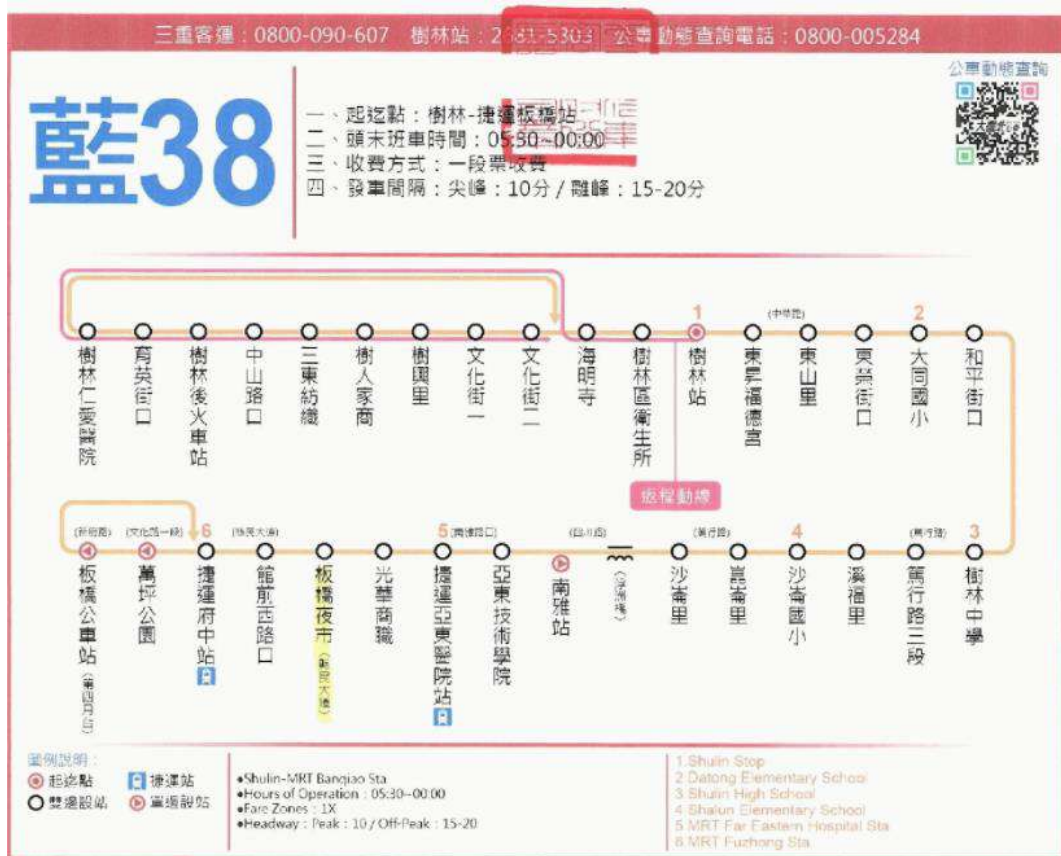 三重客運：0800-090-607 樹林站：2681-5303 公車動態查詢電話：0800-005284
公車動態查詢
藍38
一、起迄點：樹林-捷運板橋站
二、頭末班車時間：05:30~00:00
三、收費方式：一段票收費
四、發車間隔：尖峰：10分 / 離峰：15-20分
1
(中華路)
2
樹林仁愛醫院
育英街口
樹林後火車站
中山路口
三東紡織
樹人家商
樹興里
文化街一
文化街二
海明寺
樹林區衛生所
樹林站
東昇福德宮
東山里
東榮街口
大同國小
和平街口
返程動線
(文化路一段)
6
(縣民大道)
5
(南雅路口)
(四川路)
(篤行路)
4
(篤行路)
3
板橋公車站（第四月台）
萬坪公園
捷運府中站
館前西路口
板橋夜市（縣民大道）
光華商職
捷運亞東醫院站
亞東技術學院
南雅站
（浮洲橋）
沙崙里
崑崙里
沙崙國小
溪福里
篤行路三段
樹林中學
圖例說明：
起迄點
捷運站
雙邊設站
單邊設站
●Shulin-MRT Banqiao Sta
●Hours of Operation：05:30~00:00
●Fare Zones：1X
●Headway：Peak：10 / Off-Peak：15-20
1.Shulin Stop
2 Datong Elementary School
3 Shulin High School
4 Shalun Elementary School
5 MRT Far Eastern Hospital Sta
6 MRT Fuzhong Sta